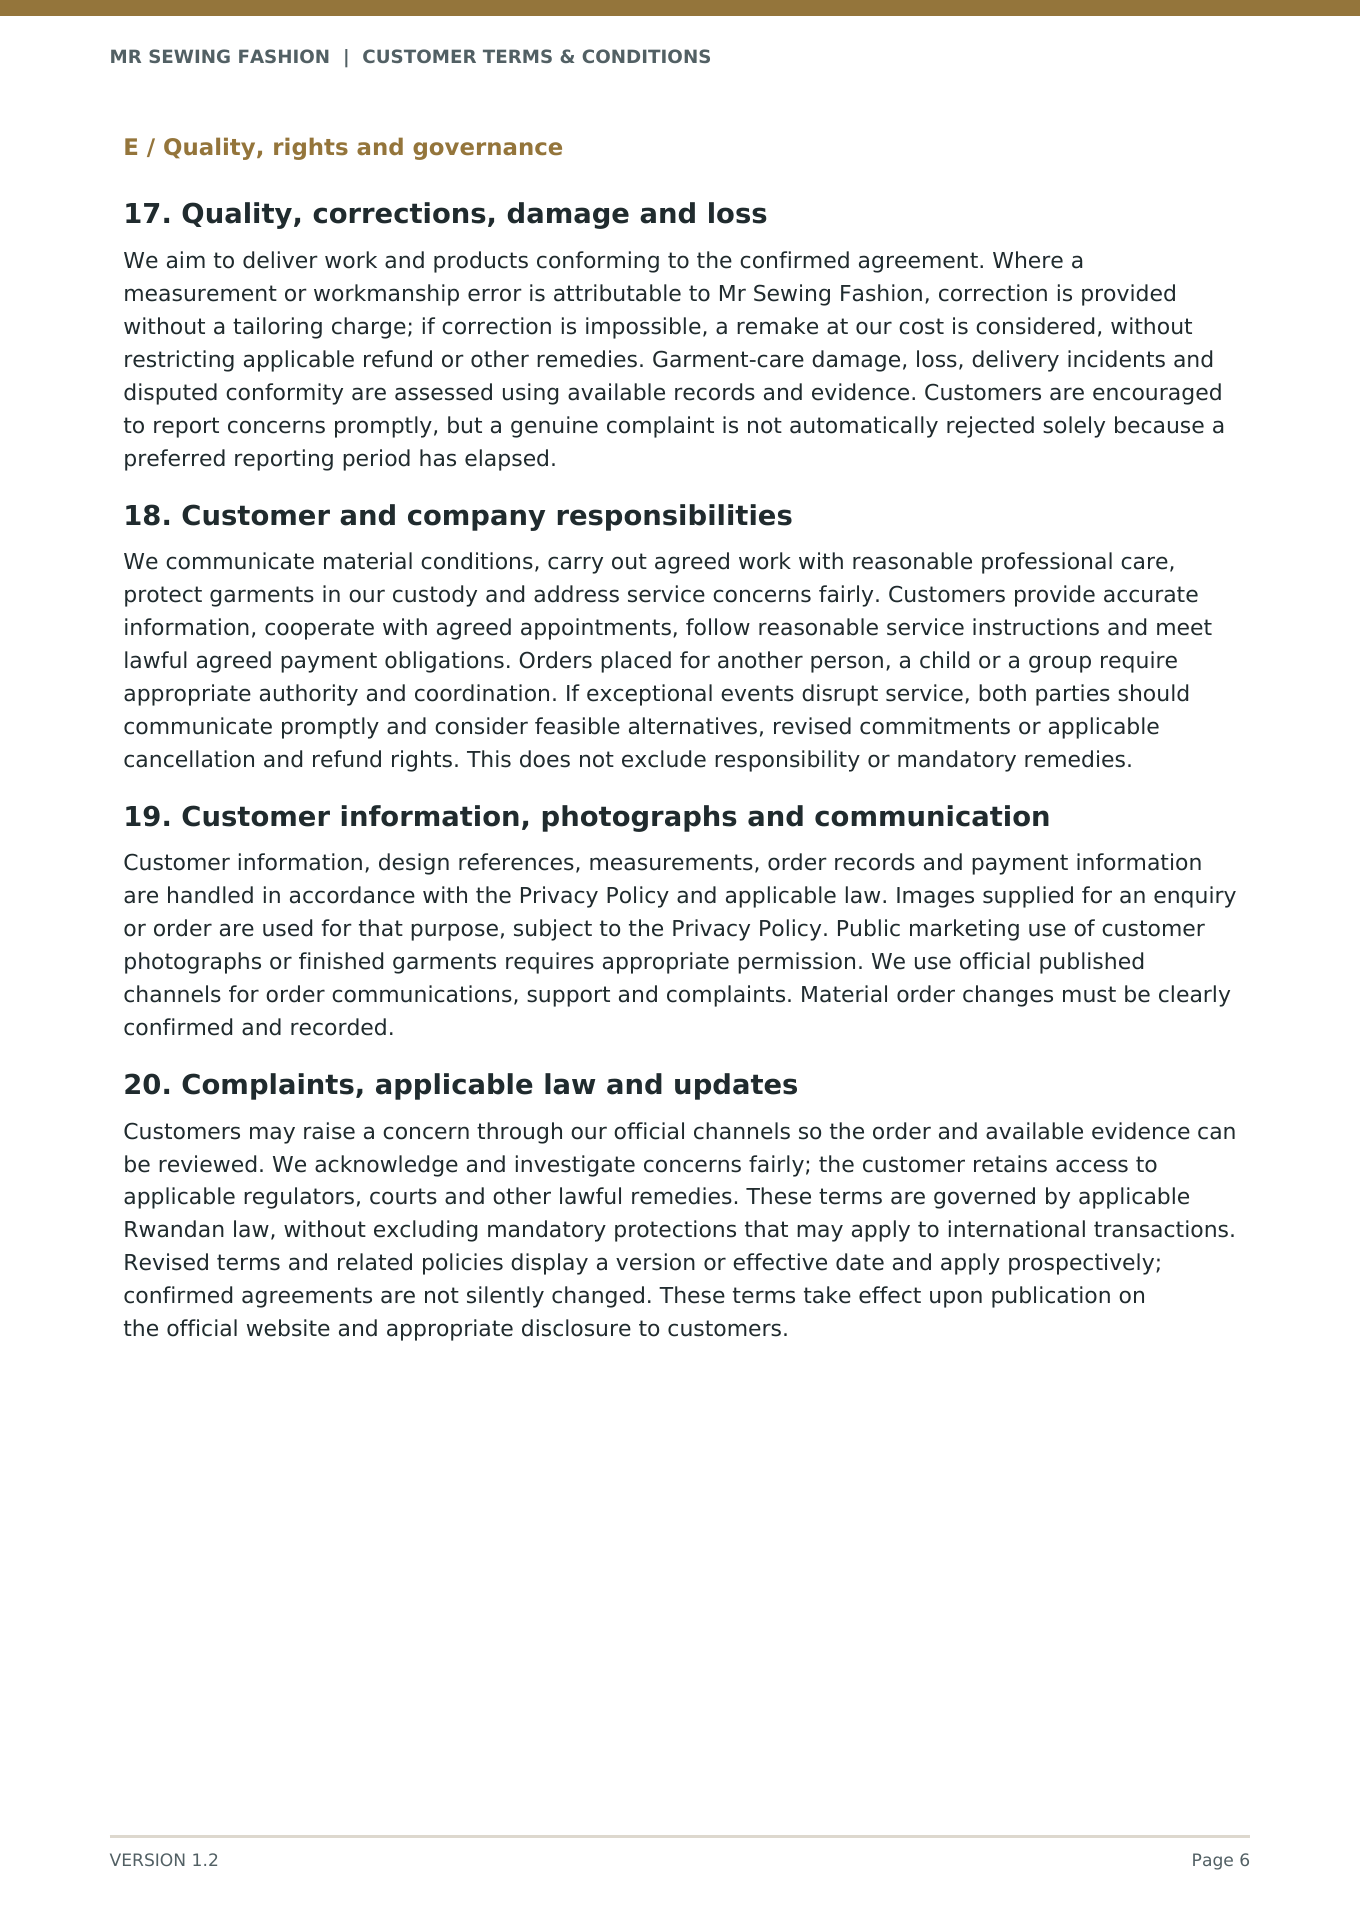 MR SEWING FASHION | CUSTOMER TERMS & CONDITIONS
E / Quality, rights and governance
17. Quality, corrections, damage and loss
We aim to deliver work and products conforming to the confirmed agreement. Where a
measurement or workmanship error is attributable to Mr Sewing Fashion, correction is provided
without a tailoring charge; if correction is impossible, a remake at our cost is considered, without
restricting applicable refund or other remedies. Garment-care damage, loss, delivery incidents and
disputed conformity are assessed using available records and evidence. Customers are encouraged
to report concerns promptly, but a genuine complaint is not automatically rejected solely because a
preferred reporting period has elapsed.
18. Customer and company responsibilities
We communicate material conditions, carry out agreed work with reasonable professional care,
protect garments in our custody and address service concerns fairly. Customers provide accurate
information, cooperate with agreed appointments, follow reasonable service instructions and meet
lawful agreed payment obligations. Orders placed for another person, a child or a group require
appropriate authority and coordination. If exceptional events disrupt service, both parties should
communicate promptly and consider feasible alternatives, revised commitments or applicable
cancellation and refund rights. This does not exclude responsibility or mandatory remedies.
19. Customer information, photographs and communication
Customer information, design references, measurements, order records and payment information
are handled in accordance with the Privacy Policy and applicable law. Images supplied for an enquiry
or order are used for that purpose, subject to the Privacy Policy. Public marketing use of customer
photographs or finished garments requires appropriate permission. We use official published
channels for order communications, support and complaints. Material order changes must be clearly
confirmed and recorded.
20. Complaints, applicable law and updates
Customers may raise a concern through our official channels so the order and available evidence can
be reviewed. We acknowledge and investigate concerns fairly; the customer retains access to
applicable regulators, courts and other lawful remedies. These terms are governed by applicable
Rwandan law, without excluding mandatory protections that may apply to international transactions.
Revised terms and related policies display a version or effective date and apply prospectively;
confirmed agreements are not silently changed. These terms take effect upon publication on
the official website and appropriate disclosure to customers.
VERSION 1.2
Page 6